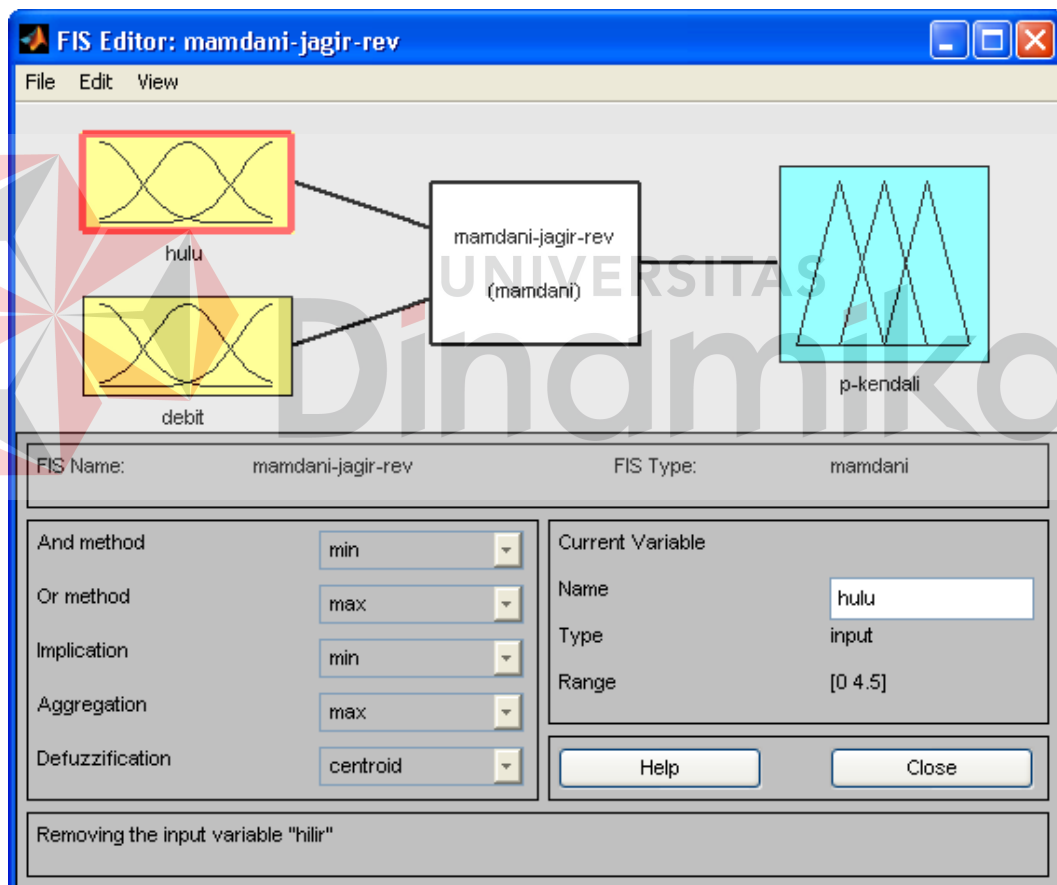 FIS Editor: mamdani-jagir-rev
File Edit View
hulu
debit
mamdani-jagir-rev
(mamdani)
p-kendali
UNIVERSITAS
Dinamika
FIS Name: mamdani-jagir-rev FIS Type: mamdani
And method min
Or method max
Implication min
Aggregation max
Defuzzification centroid
Current Variable
Name hulu
Type input
Range [0 4.5]
Help Close
Removing the input variable "hilir"